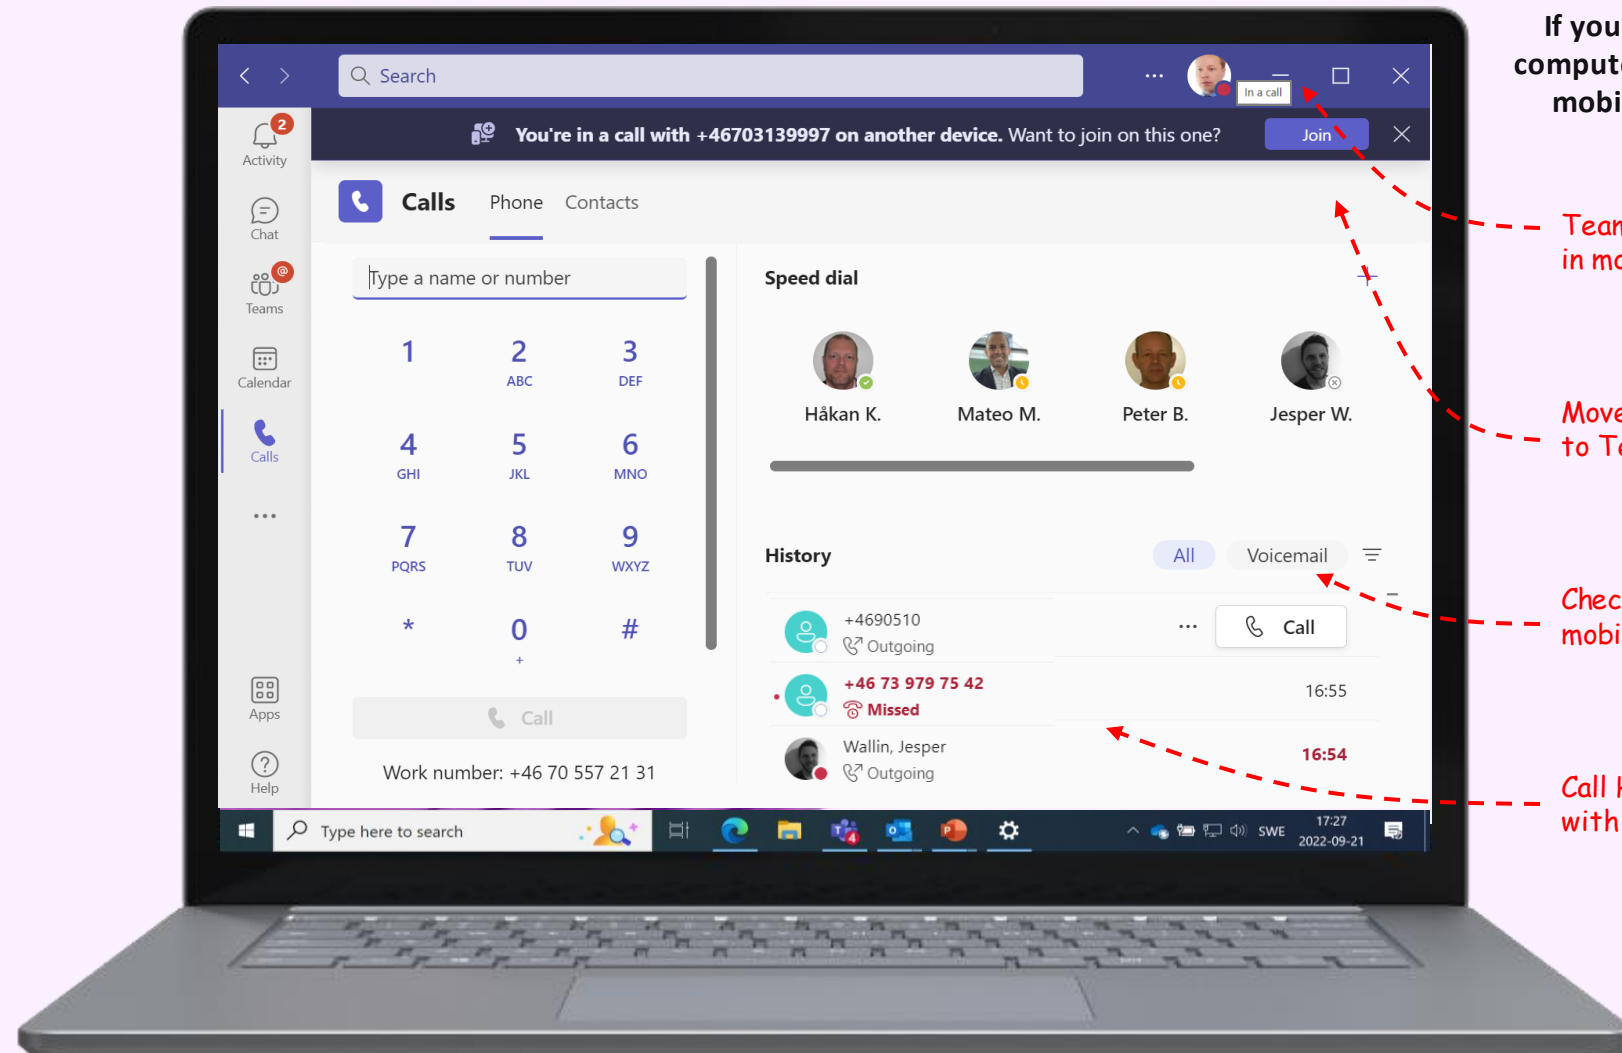 If you
comput
mobi
Search
In a call
2
Activity
You're in a call with +46703139997 on another device. Want to join on this one?
Join
Calls
Phone
Contacts
Chat
@
Teams
Calendar
Calls
Apps
Help
Type a name or number
1
2
3
ABC
DEF
4
5
6
GHI
JKL
MNO
7
8
9
PQRS
TUV
WXYZ
*
0
#
+
Call
Work number: +46 70 557 21 31
Speed dial
Håkan K.
Mateo M.
Peter B.
Jesper W.
History
All
Voicemail
+4690510
Outgoing
Call
+46 73 979 75 42
Missed
16:55
Wallin, Jesper
Outgoing
16:54
in mo
Move
to Te
Chec
mobi
Call
with
Type here to search
4
SWE
17:27
2022-09-21